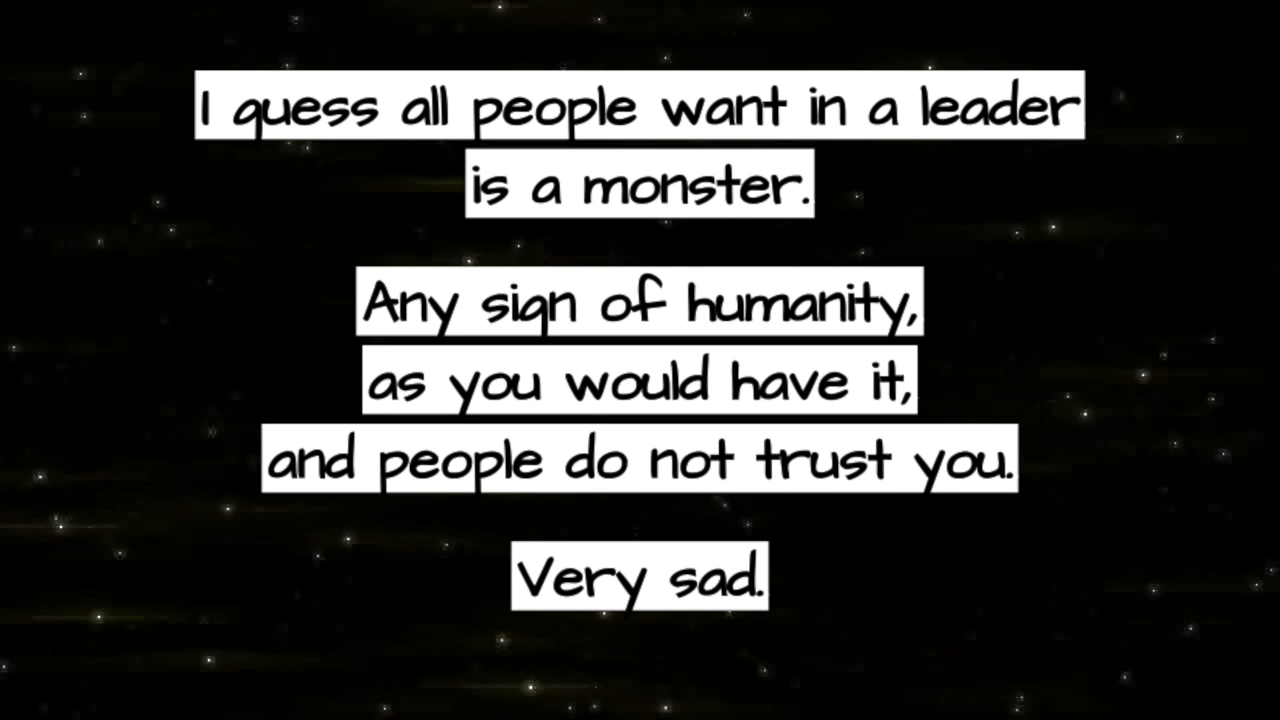 I guess all people want in a leader
is a monster.
Any sign of humanity,
as you would have it,
and people do not trust you.
Very sad.